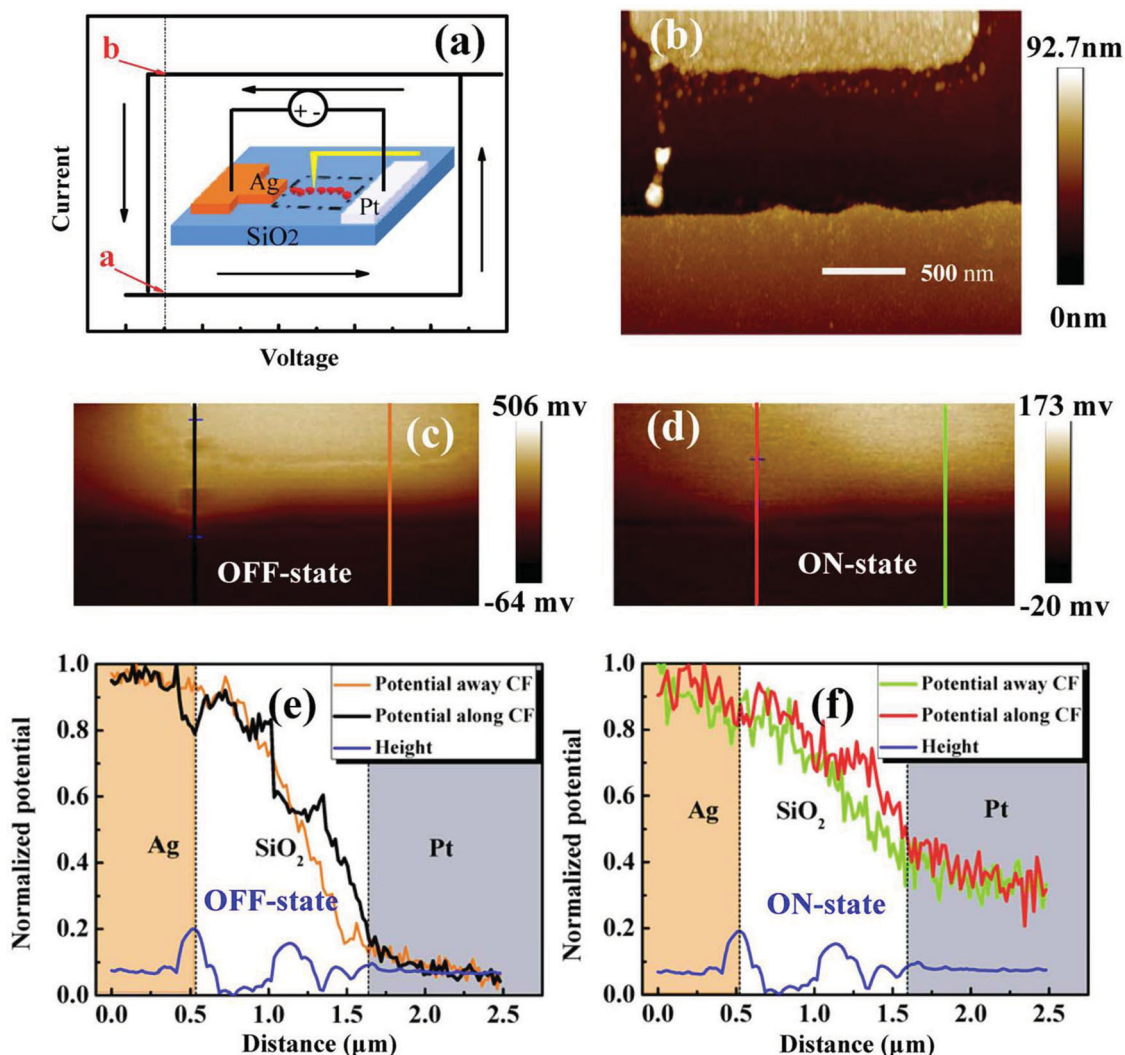 (a)
b
+ -
Ag
Pt
SiO2
a
Current
Voltage
(b)
92.7nm
500 nm
0nm
(c)
506 mv
OFF-state
-64 mv
(d)
173 mv
ON-state
-20 mv
(e)
Potential away CF
Potential along CF
Height
1.0
0.8
0.6
0.4
0.2
0.0
Normalized potential
Ag
SiO₂
Pt
OFF-state
0.0 0.5 1.0 1.5 2.0 2.5
Distance (µm)
(f)
Potential away CF
Potential along CF
Height
1.0
0.8
0.6
0.4
0.2
0.0
Normalized potential
Ag
SiO₂
Pt
ON-state
0.0 0.5 1.0 1.5 2.0 2.5
Distance (µm)